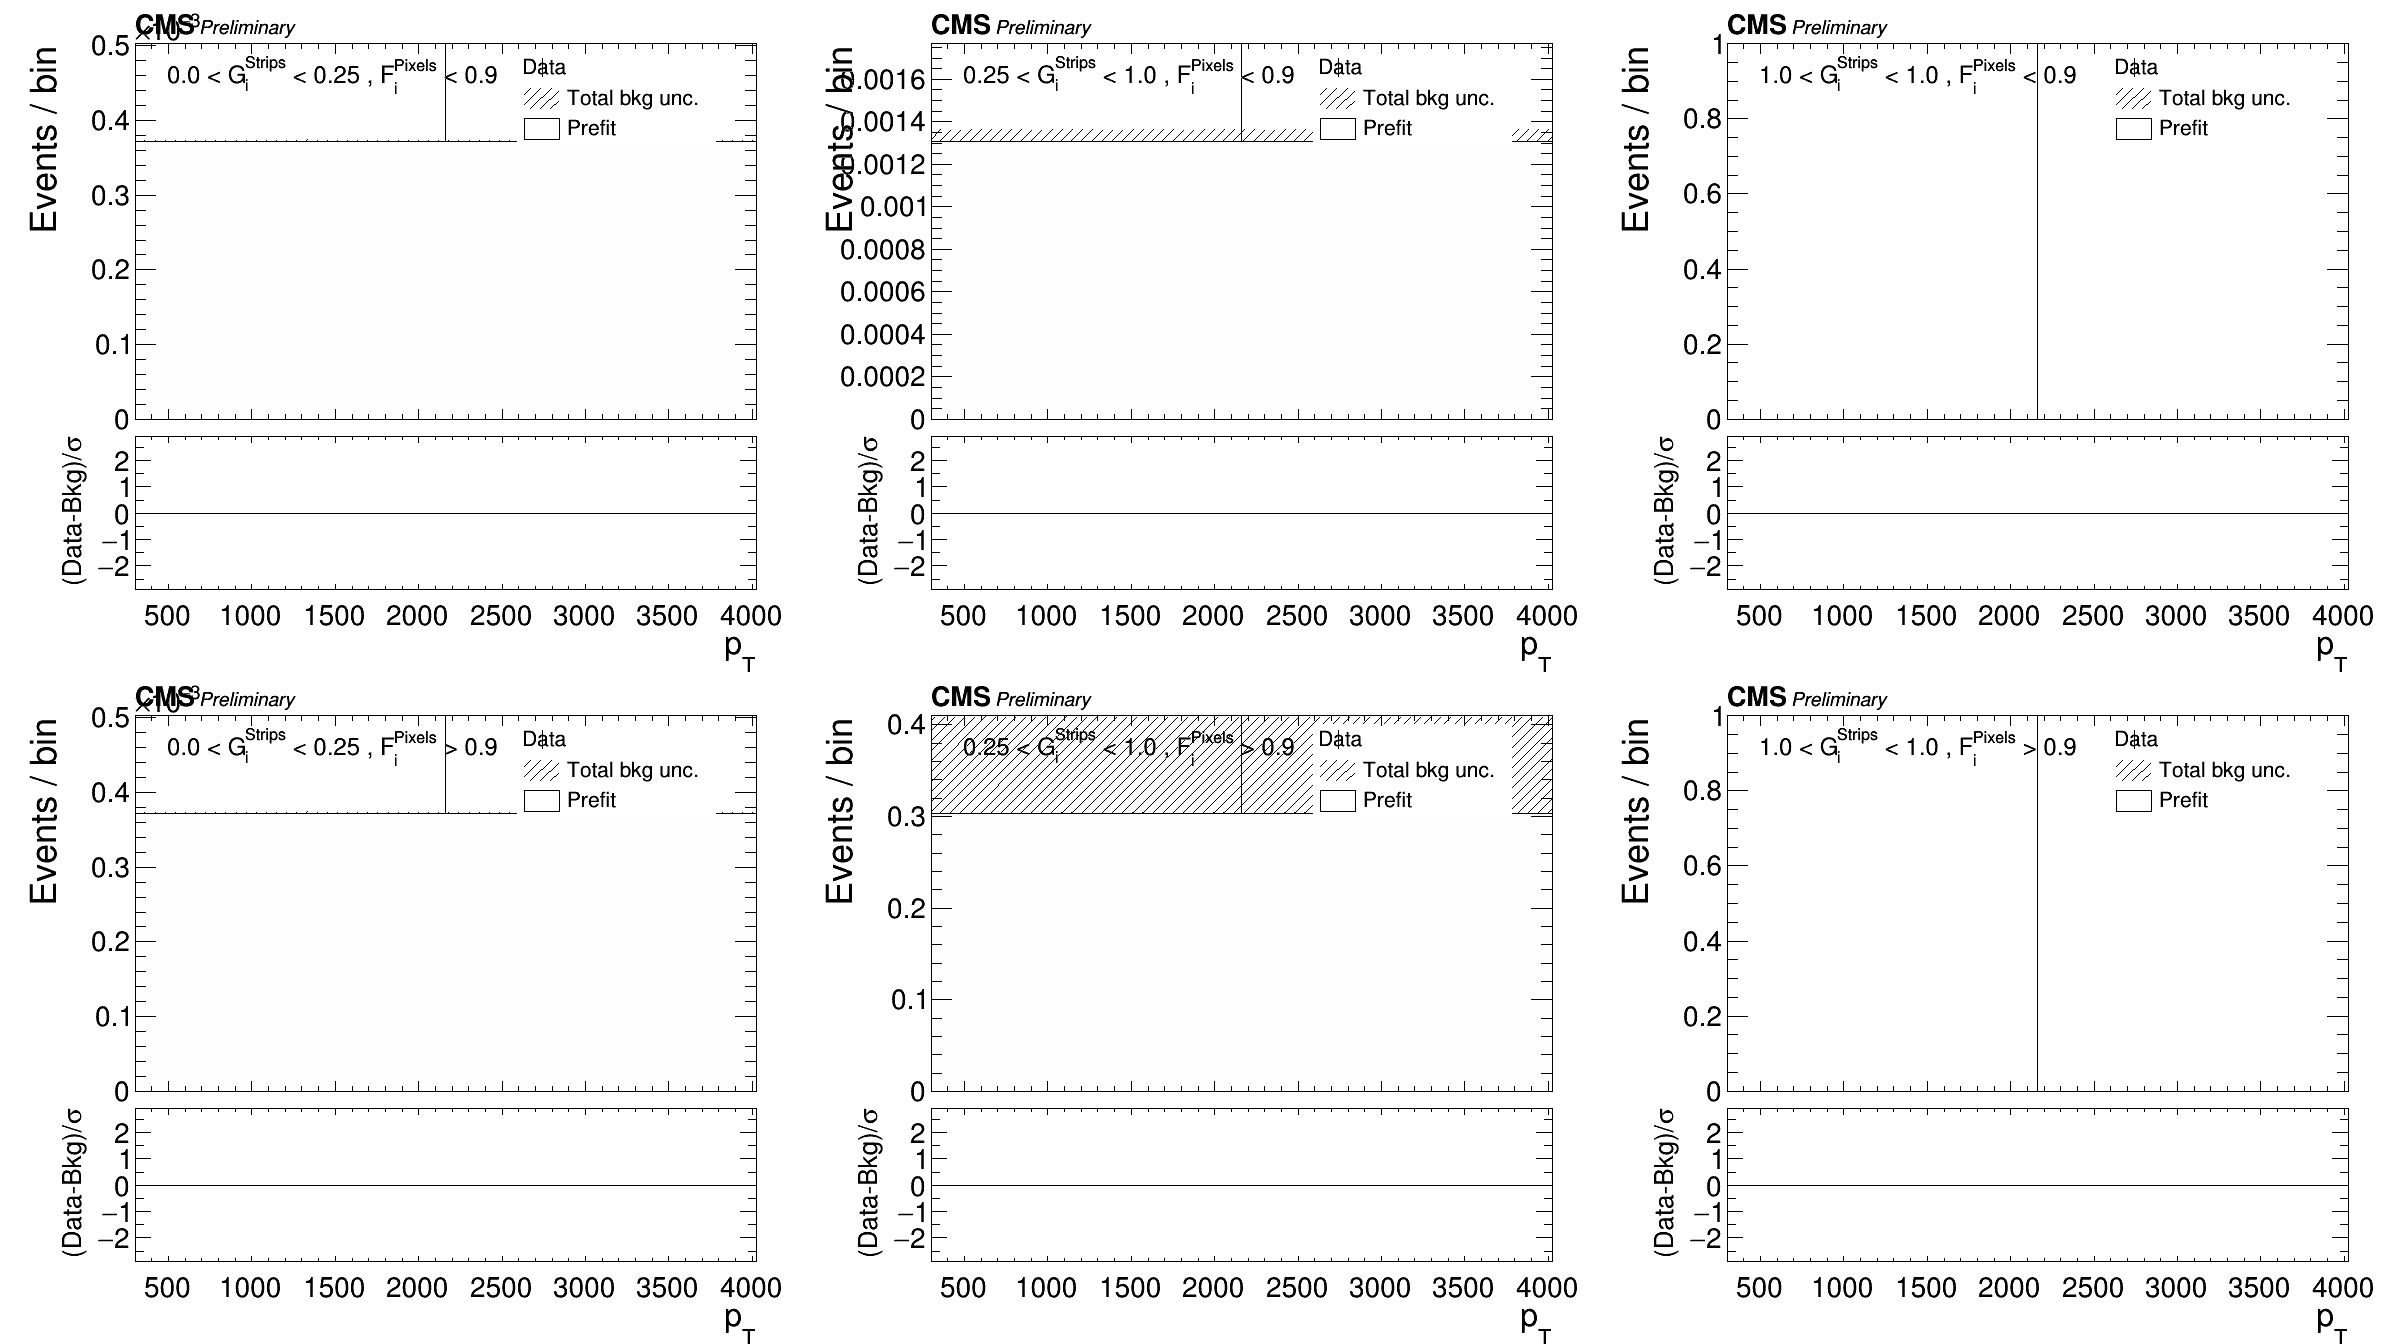 CMS Preliminary
Events / bin
0.0 < G_i^Strips < 0.25 , F_i^Pixels < 0.9
Data
Total bkg unc.
Prefit
0.5
0.4
0.3
0.2
0.1
0
(Data-Bkg)/σ
2
1
0
−1
−2
500 1000 1500 2000 2500 3000 3500 4000
p_T
CMS Preliminary
Events / bin
0.25 < G_i^Strips < 1.0 , F_i^Pixels < 0.9
Data
Total bkg unc.
Prefit
0.0016
0.0014
0.0012
0.001
0.0008
0.0006
0.0004
0.0002
0
(Data-Bkg)/σ
2
1
0
−1
−2
500 1000 1500 2000 2500 3000 3500 4000
p_T
CMS Preliminary
Events / bin
1.0 < G_i^Strips < 1.0 , F_i^Pixels < 0.9
Data
Total bkg unc.
Prefit
1
0.8
0.6
0.4
0.2
0
(Data-Bkg)/σ
2
1
0
−1
−2
500 1000 1500 2000 2500 3000 3500 4000
p_T
CMS Preliminary
Events / bin
0.0 < G_i^Strips < 0.25 , F_i^Pixels > 0.9
Data
Total bkg unc.
Prefit
0.5
0.4
0.3
0.2
0.1
0
(Data-Bkg)/σ
2
1
0
−1
−2
500 1000 1500 2000 2500 3000 3500 4000
p_T
CMS Preliminary
Events / bin
0.25 < G_i^Strips < 1.0 , F_i^Pixels > 0.9
Data
Total bkg unc.
Prefit
0.4
0.3
0.2
0.1
0
(Data-Bkg)/σ
2
1
0
−1
−2
500 1000 1500 2000 2500 3000 3500 4000
p_T
CMS Preliminary
Events / bin
1.0 < G_i^Strips < 1.0 , F_i^Pixels > 0.9
Data
Total bkg unc.
Prefit
1
0.8
0.6
0.4
0.2
0
(Data-Bkg)/σ
2
1
0
−1
−2
500 1000 1500 2000 2500 3000 3500 4000
p_T